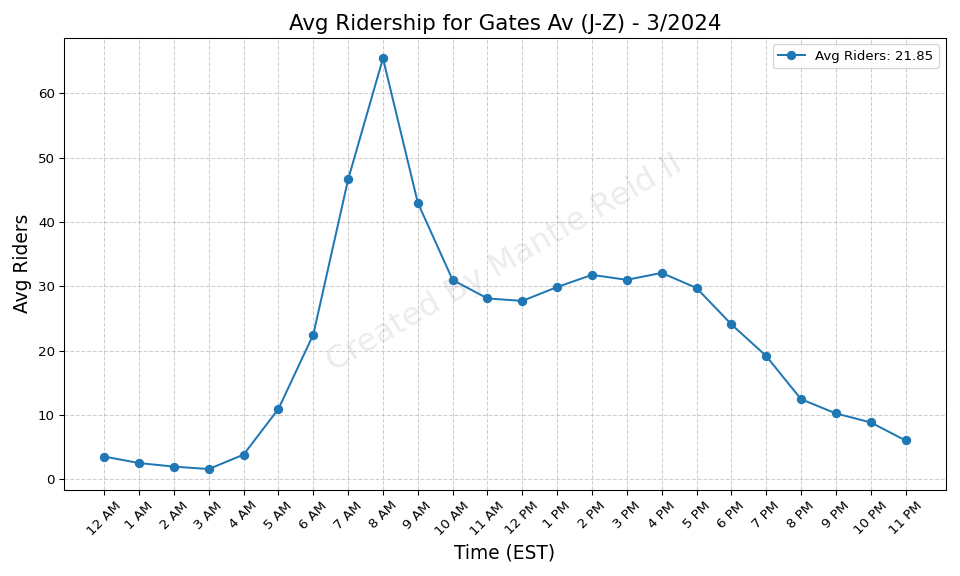 Avg Ridership for Gates Av (J-Z) - 3/2024
Avg Riders: 21.85
Avg Riders
60
50
40
30
20
10
0
Created By Mantie Reid II
12 AM
1 AM
2 AM
3 AM
4 AM
5 AM
6 AM
7 AM
8 AM
9 AM
10 AM
11 AM
12 PM
1 PM
2 PM
3 PM
4 PM
5 PM
6 PM
7 PM
8 PM
9 PM
10 PM
11 PM
Time (EST)